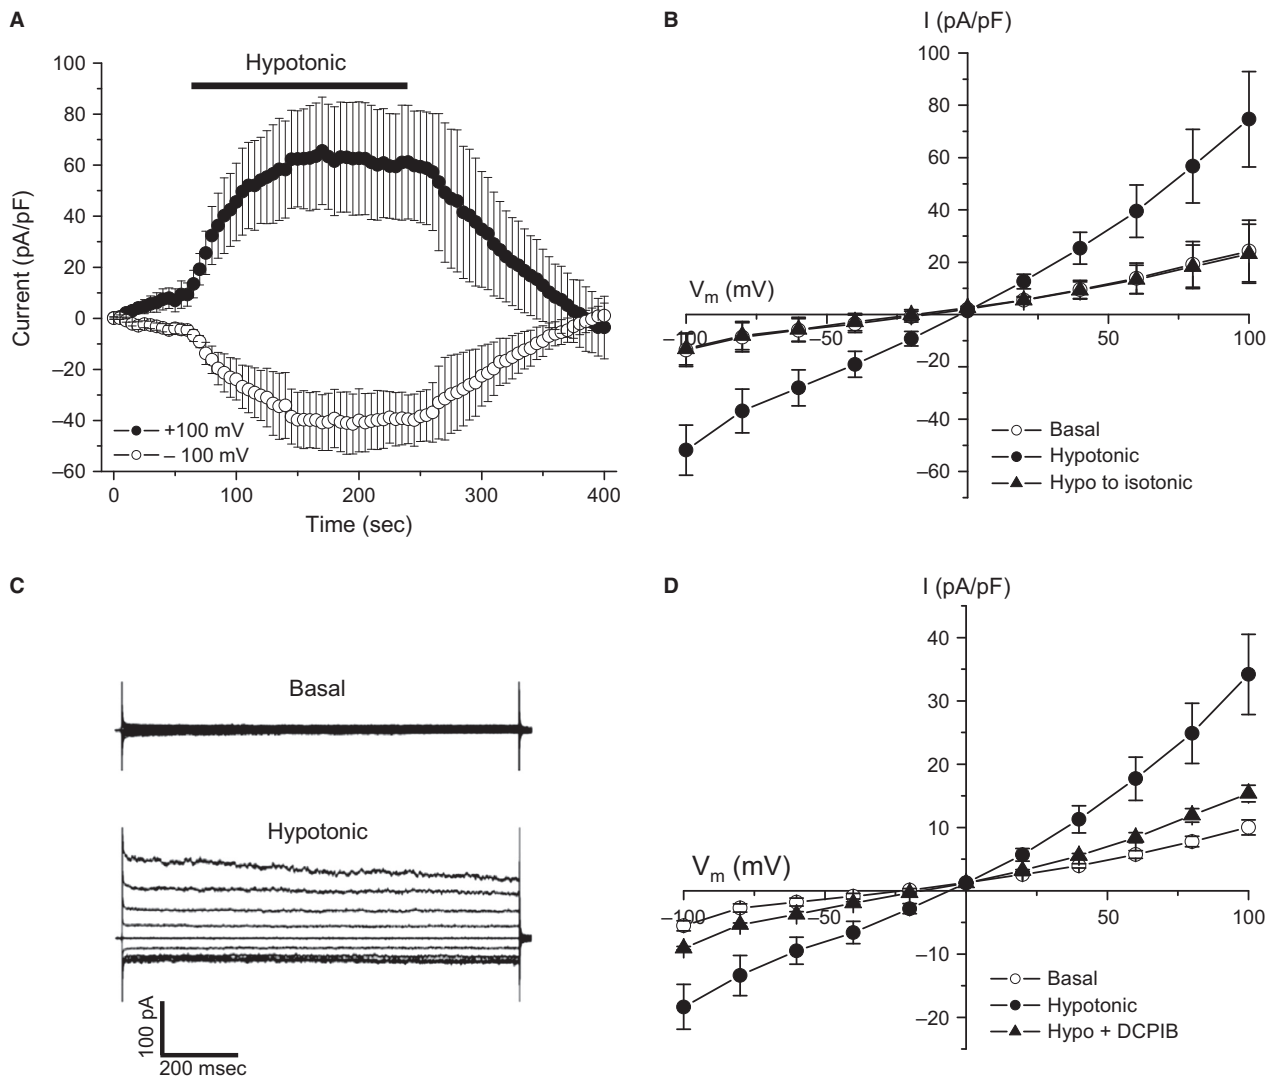 A
Hypotonic
100
80
60
40
20
0
–20
–40
–60
Current (pA/pF)
+100 mV
– 100 mV
0
100
200
300
400
Time (sec)
B
I (pA/pF)
100
80
60
40
20
–20
–40
–60
Vm (mV)
–100
–50
50
100
Basal
Hypotonic
Hypo to isotonic
C
Basal
Hypotonic
100 pA
200 msec
D
I (pA/pF)
40
30
20
10
–10
–20
Vm (mV)
–100
–50
50
100
Basal
Hypotonic
Hypo + DCPIB